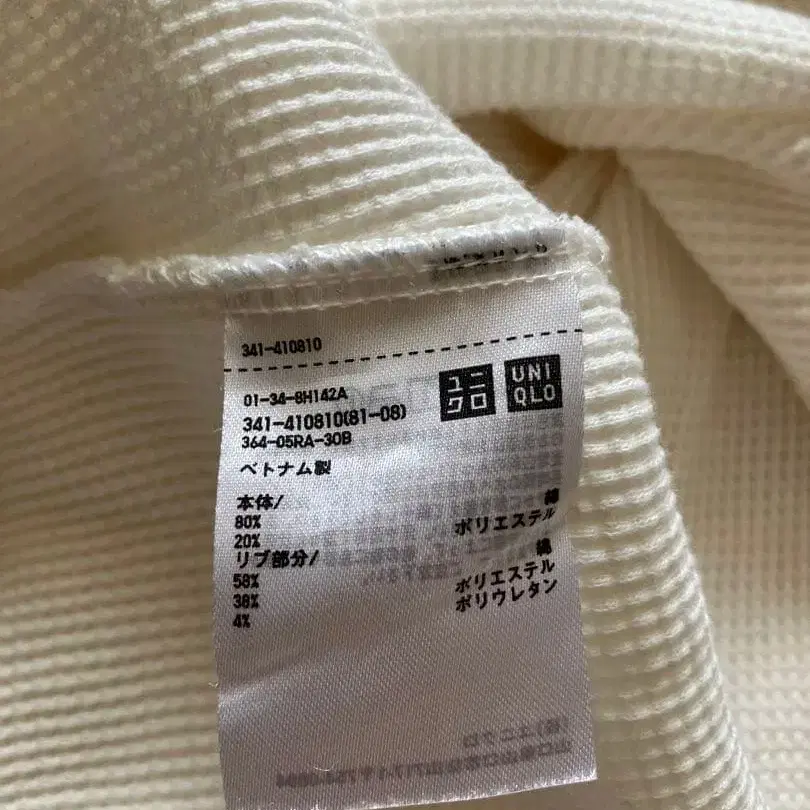 341-410810
01-34-8H142A
341-410810(81-08)
364-05RA-30B
ユニ
クロ
UNI
QLO
ベトナム製
本体/
80% 綿
20% ポリエステル
リブ部分/
58% 綿
38% ポリエステル
4% ポリウレタン